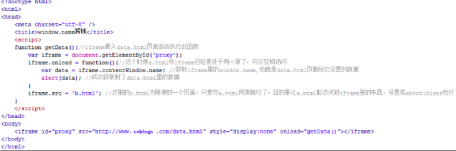 <!doctype html>
<html>
<head>
<meta charset="utf-8" />
<title>window.name跨域</title>
<script>
function getData(){//iframe载入data.html页面后会执行此函数
var iframe = document.getElementById('proxy');
iframe.onload = function(){//这个时候a.html与iframe已经是处于同一源了，可以互相访问
var data = iframe.contentWindow.name; //获取iframe里的window.name,也就是data.html页面给它设置的数据
alert(data); //成功获取到了data.html里的数据
}
iframe.src = 'b.html'; //这里的b.html为随便的一个页面，只要与a.html同源就行了，目的是让a.html能访问到iframe里的东西，设置成about:blank也行
}
</script>
</head>
<body>
<iframe id="proxy" src="http://www.cnblogs.com/data.html" style="display:none" onload="getData()"></iframe>
</body>
</html>